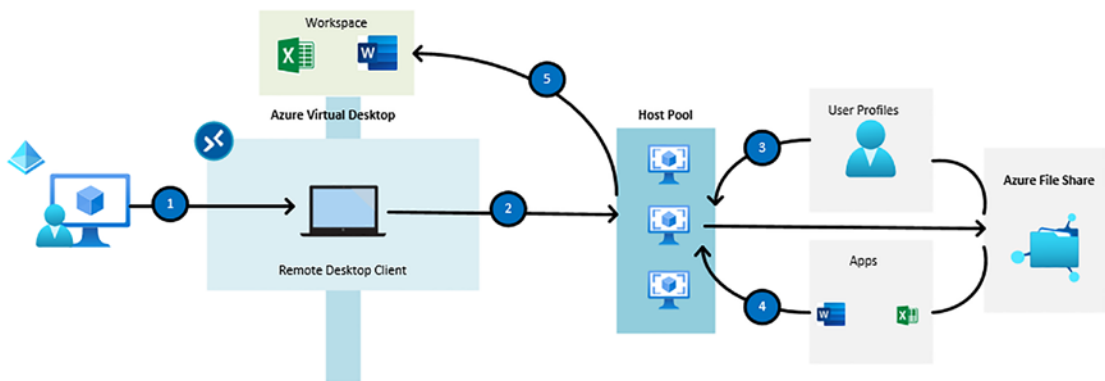 Workspace
X
W
5
Azure Virtual Desktop
Host Pool
User Profiles
3
Azure File Share
1
2
Remote Desktop Client
Apps
4
W
X